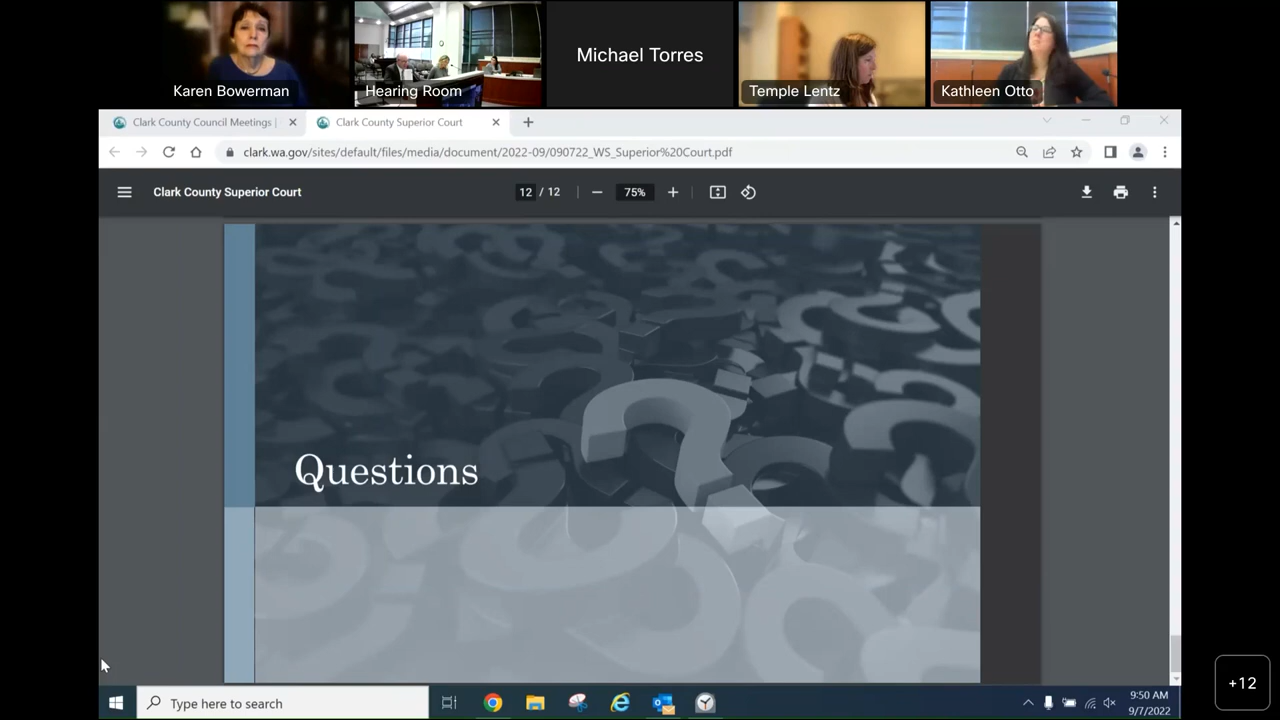 Michael Torres
Karen Bowerman
Hearing Room
Temple Lentz
Kathleen Otto
Clark County Council Meetings |
Clark County Superior Court
clark.wa.gov/sites/default/files/media/document/2022-09/090722_WS_Superior%20Court.pdf
Clark County Superior Court
12 / 12
75%
Questions
+12
Type here to search
9:50 AM
9/7/2022